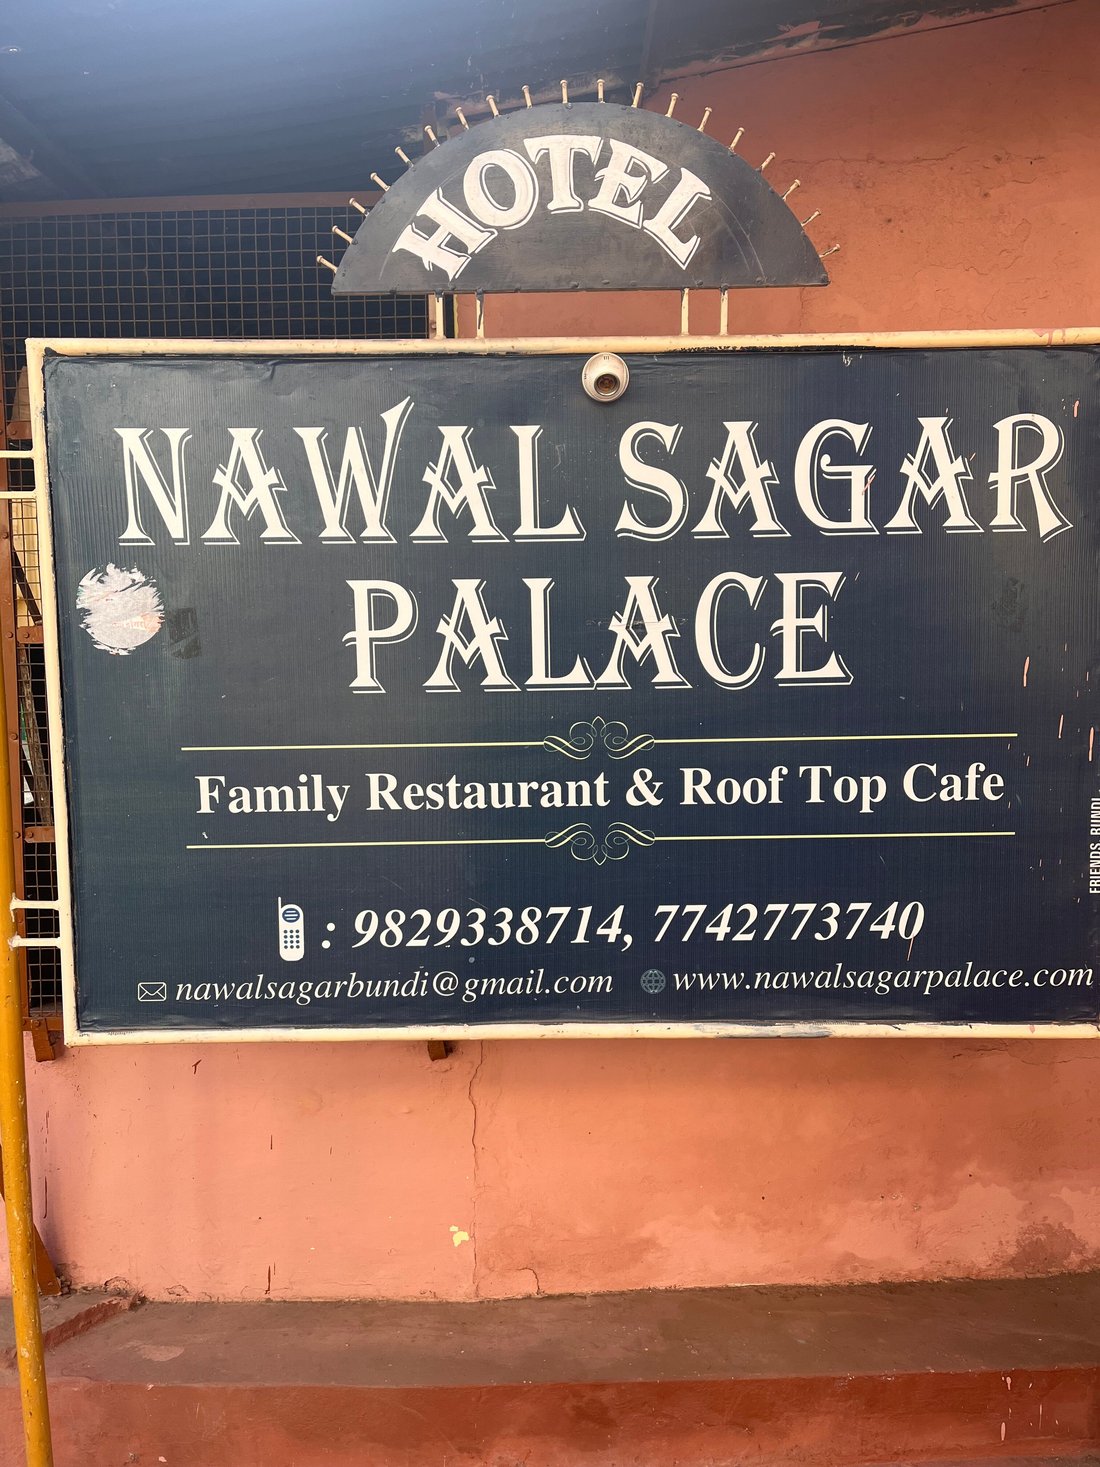 HOTEL
NAWAL SAGAR
PALACE
Family Restaurant & Roof Top Cafe
: 9829338714, 7742773740
nawalsagarbundi@gmail.com www.nawalsagarpalace.com
FRIENDS, BUNDI